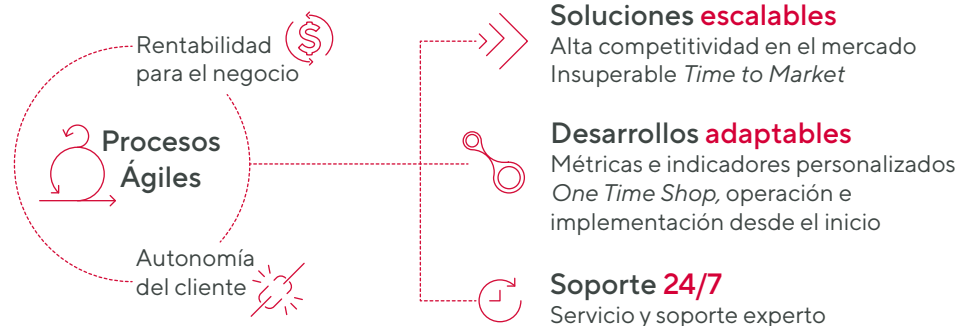 Rentabilidad
para el negocio
Procesos
Ágiles
Autonomía
del cliente
Soluciones escalables
Alta competitividad en el mercado
Insuperable Time to Market
Desarrollos adaptables
Métricas e indicadores personalizados
One Time Shop, operación e
implementación desde el inicio
Soporte 24/7
Servicio y soporte experto